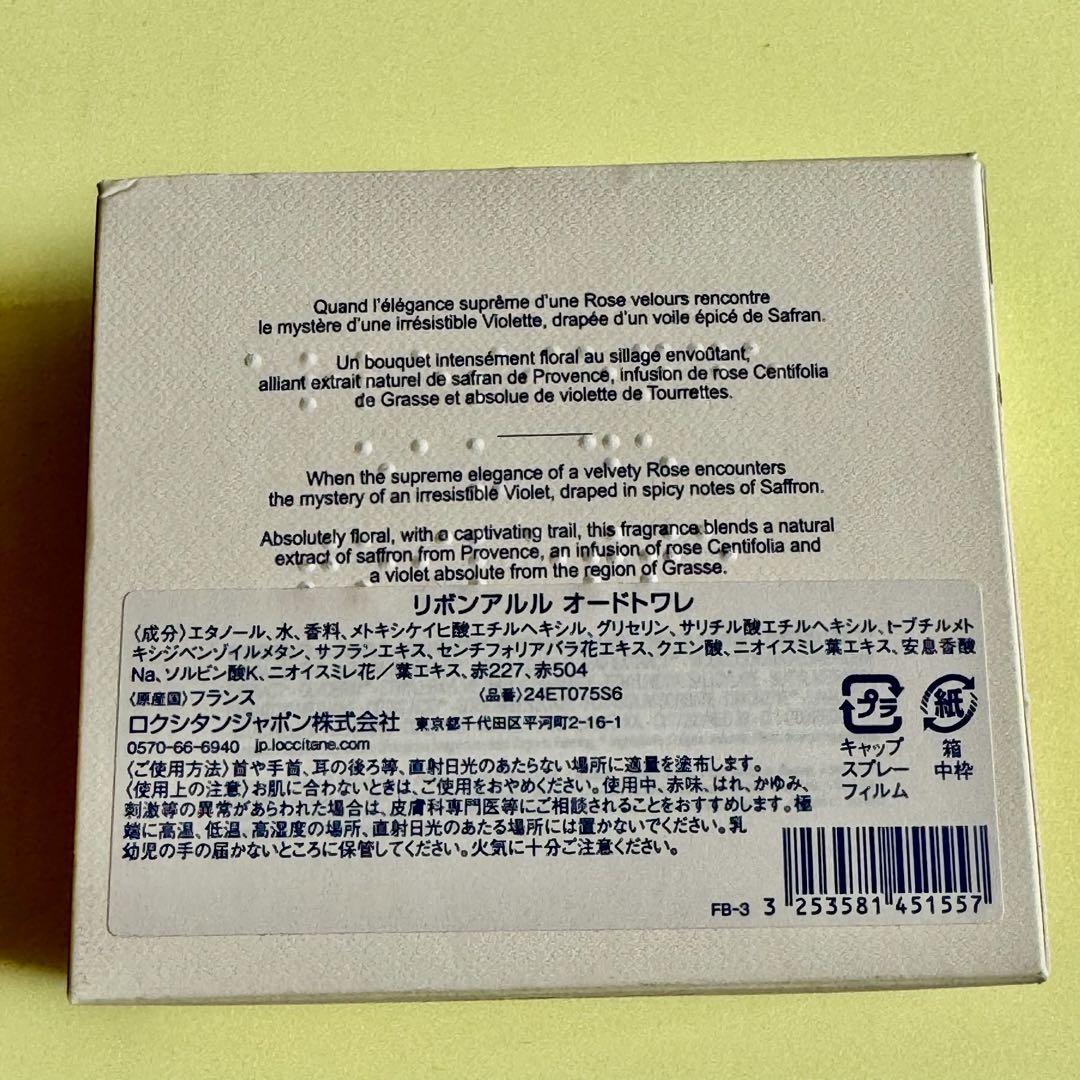 Quand l'élégance suprême d'une Rose velours rencontre
le mystère d'une irrésistible Violette, drapée d'un voile épicé de Safran.
Un bouquet intensément floral au sillage envoûtant,
alliant extrait naturel de safran de Provence, infusion de rose Centifolia
de Grasse et absolue de violette de Tourrettes.
When the supreme elegance of a velvety Rose encounters
the mystery of an irresistible Violet, draped in spicy notes of Saffron.
Absolutely floral, with a captivating trail, this fragrance blends a natural
extract of saffron from Provence, an infusion of rose Centifolia and
a violet absolute from the region of Grasse.
リボンアルル オードトワレ
〈成分〉エタノール、水、香料、メトキシケイヒ酸エチルヘキシル、グリセリン、サリチル酸エチルヘキシル、t-ブチルメト
キシジベンゾイルメタン、サフランエキス、センチフォリアバラ花エキス、クエン酸、ニオイスミレ葉エキス、安息香酸
Na、ソルビン酸K、ニオイスミレ花/葉エキス、赤227、赤504
〈原産国〉フランス 〈品番〉24ET075S6
ロクシタンジャポン株式会社 東京都千代田区平河町2-16-1
0570-66-6940 jp.loccitane.com
〈ご使用方法〉首や手首、耳の後ろ等、直射日光のあたらない場所に適量を塗布します。
〈使用上の注意〉お肌に合わないときは、ご使用をおやめください。使用中、赤味、はれ、かゆみ、
刺激等の異常があらわれた場合は、皮膚科専門医等にご相談されることをおすすめします。極
端に高温、低温、高湿度の場所、直射日光のあたる場所には置かないでください。乳
幼児の手の届かないところに保管してください。火気に十分ご注意ください。
プラ
キャップ
スプレー
フィルム
紙
箱
中枠
FB-3 3 253581 451557